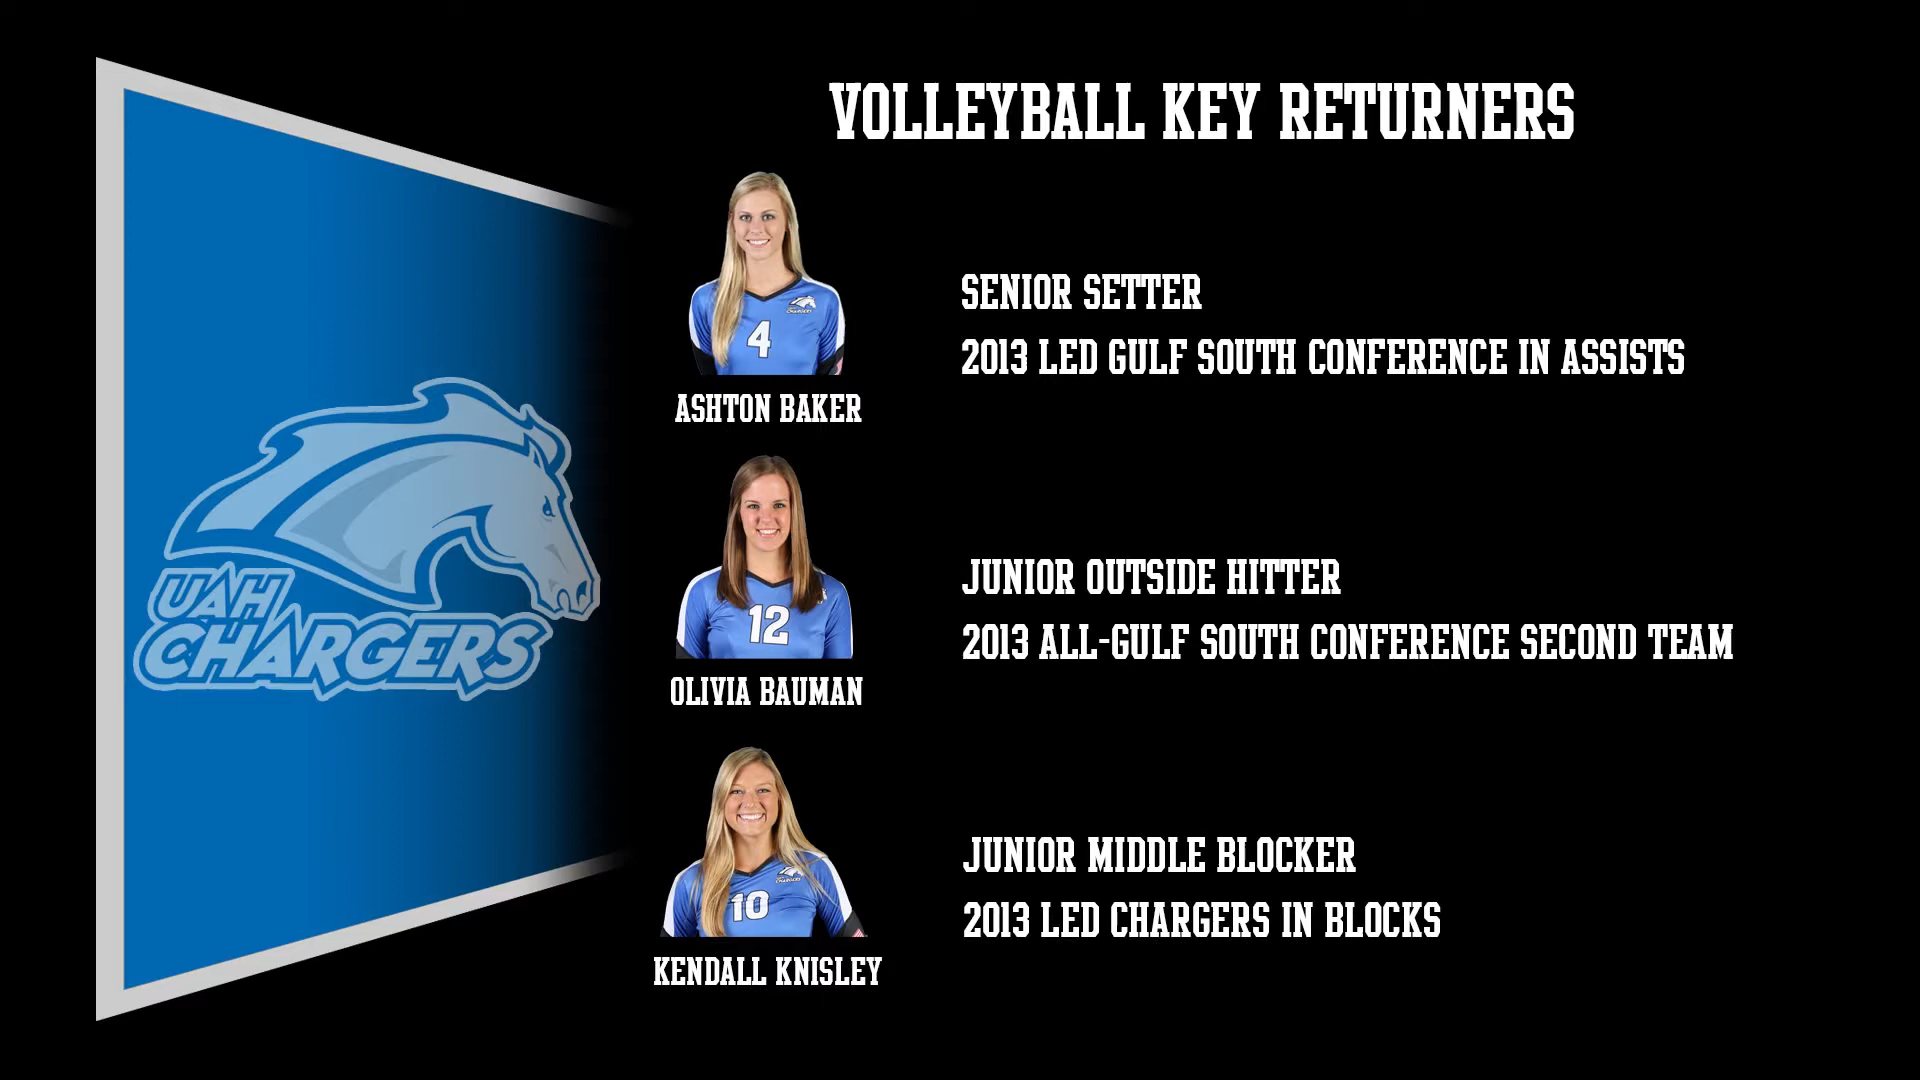 VOLLEYBALL KEY RETURNERS
4
SENIOR SETTER
2013 LED GULF SOUTH CONFERENCE IN ASSISTS
ASHTON BAKER
12
JUNIOR OUTSIDE HITTER
2013 ALL-GULF SOUTH CONFERENCE SECOND TEAM
OLIVIA BAUMAN
10
JUNIOR MIDDLE BLOCKER
2013 LED CHARGERS IN BLOCKS
KENDALL KNISLEY
UAH
CHARGERS